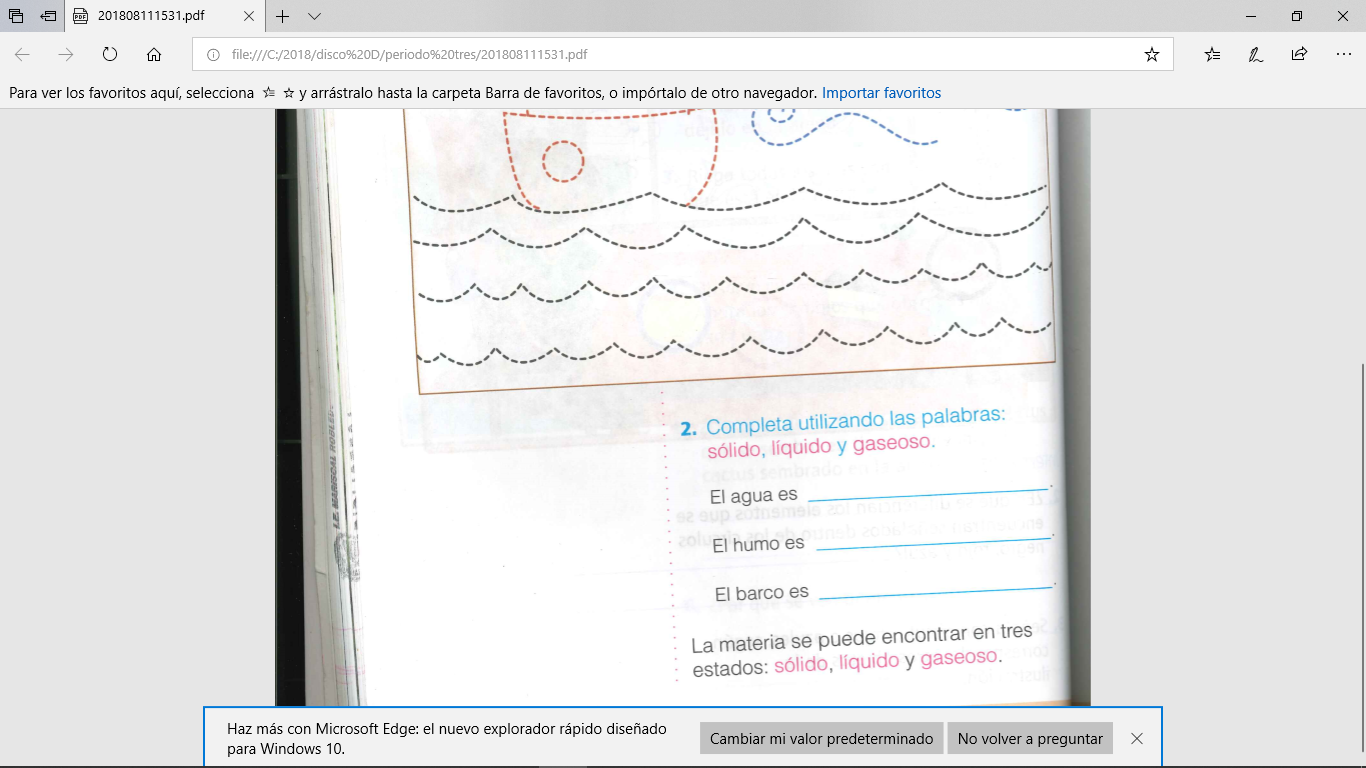 201808111531.pdf
file:///C:/2018/disco%20D/periodo%20tres/201808111531.pdf
Para ver los favoritos aquí, selecciona y arrástralo hasta la carpeta Barra de favoritos, o impórtalo de otro navegador. Importar favoritos
2. Completa utilizando las palabras:
sólido, líquido y gaseoso.
El agua es ____________.
El humo es ____________.
El barco es ____________.
La materia se puede encontrar en tres
estados: sólido, líquido y gaseoso.
Haz más con Microsoft Edge: el nuevo explorador rápido diseñado
para Windows 10.
Cambiar mi valor predeterminado
No volver a preguntar